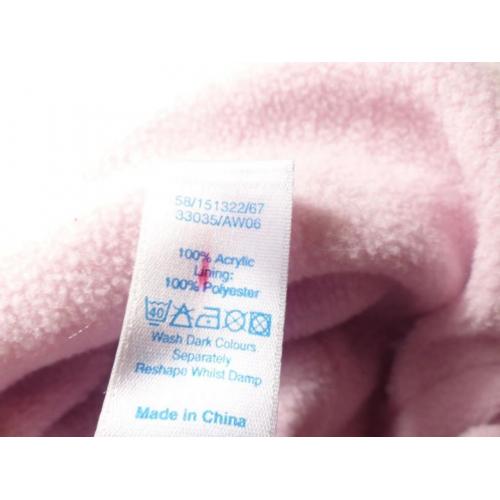 58/151322/67
33035/AW06
100% Acrylic
Lining:
100% Polyester
40
Wash Dark Colours
Separately
Reshape Whilst Damp
Made in China